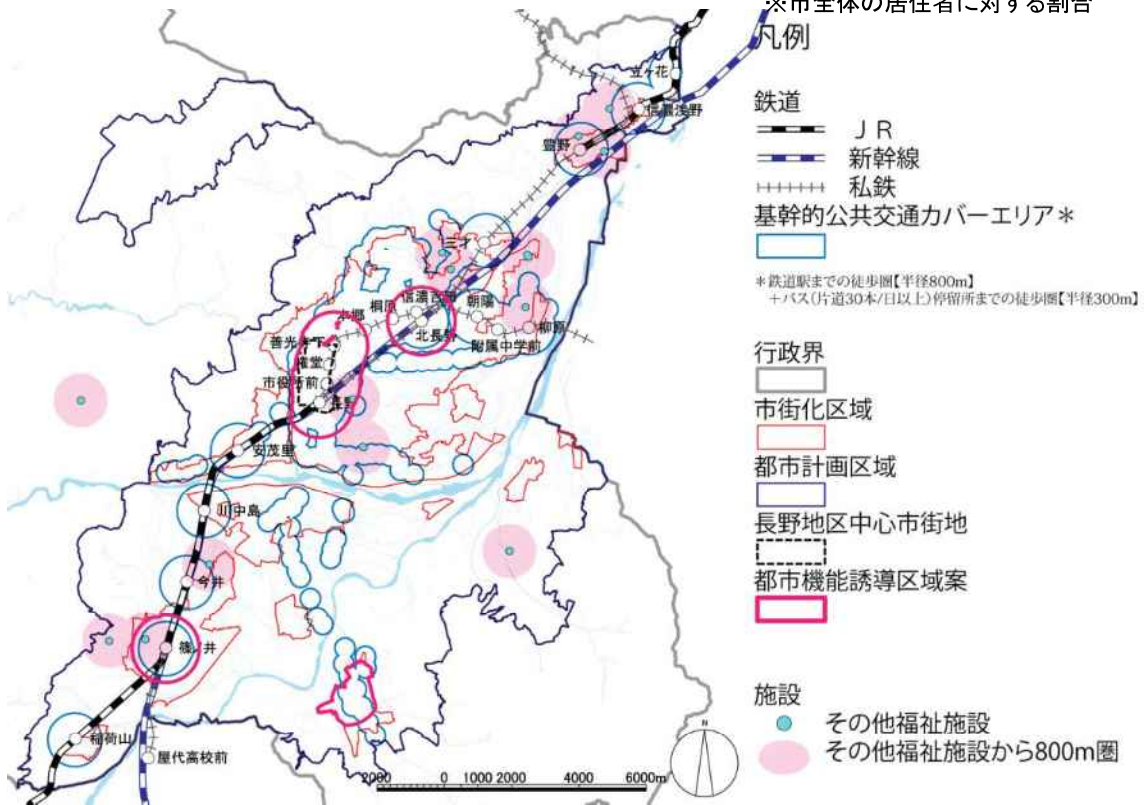 ※市全体の居住者に対する割合
凡例
鉄道
ＪＲ
新幹線
私鉄
基幹的公共交通カバーエリア＊
＊鉄道駅までの徒歩圏【半径800m】
＋バス（片道30本/日以上）停留所までの徒歩圏【半径300m】
行政界
市街化区域
都市計画区域
長野地区中心市街地
都市機能誘導区域案
施設
その他福祉施設
その他福祉施設から800m圏
立ヶ花
信濃浅野
豊野
三才
信濃吉田
朝陽
桐原
本郷
柳原
北長野
附属中学前
善光寺下
権堂
市役所前
長野
安茂里
川中島
今井
篠ノ井
稲荷山
屋代高校前
N
2000 0 1000 2000 4000 6000m